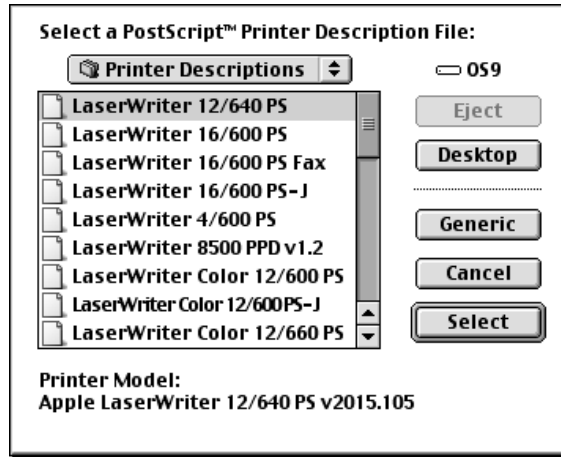 Select a PostScript™ Printer Description File:
Printer Descriptions
OS9
LaserWriter 12/640 PS
LaserWriter 16/600 PS
LaserWriter 16/600 PS Fax
LaserWriter 16/600 PS-J
LaserWriter 4/600 PS
LaserWriter 8500 PPD v1.2
LaserWriter Color 12/600 PS
LaserWriter Color 12/600PS-J
LaserWriter Color 12/660 PS
Eject
Desktop
Generic
Cancel
Select
Printer Model:
Apple LaserWriter 12/640 PS v2015.105